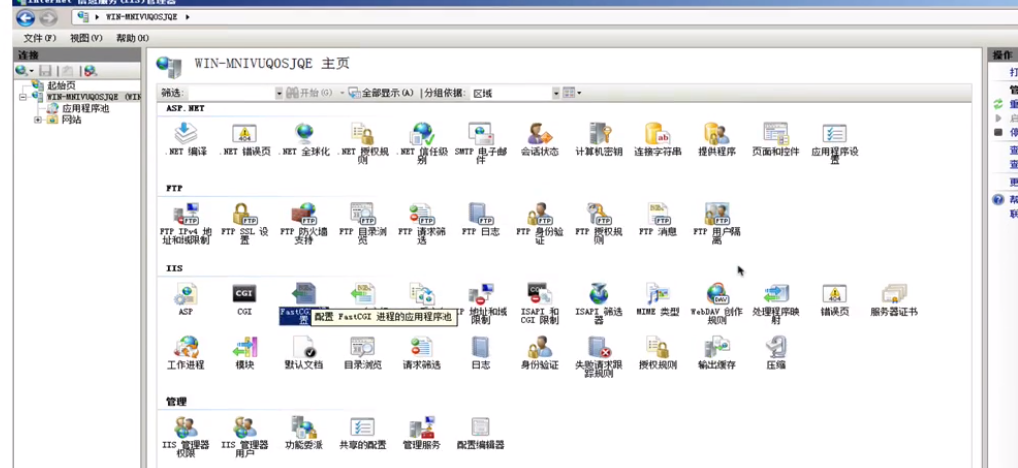 Internet 信息服务(IIS)管理器
WIN-MNIVUQOSJQE
文件(F) 视图(V) 帮助(H)
连接
起始页
WIN-MNIVUQOSJQE (WIN
应用程序池
网站
WIN-MNIVUQOSJQE 主页
筛选: 开始(G) 全部显示(A) 分组依据: 区域
ASP.NET
.NET 编译 .NET 错误页 .NET 全球化 .NET 授权规则 .NET 信任级别 SMTP 电子邮件 会话状态 计算机密钥 连接字符串 提供程序 页面和控件 应用程序设置
FTP
FTP IPv4 地址和域限制 FTP SSL 设置 FTP 防火墙支持 FTP 目录浏览 FTP 请求筛选 FTP 日志 FTP 身份验证 FTP 授权规则 FTP 消息 FTP 用户隔离
IIS
ASP CGI FastCGI 置 配置 FastCGI 进程的应用程序池 IP 地址和域限制 ISAPI 和 CGI 限制 ISAPI 筛选器 MIME 类型 WebDAV 创作规则 处理程序映射 错误页 服务器证书
工作进程 模块 默认文档 目录浏览 请求筛选 日志 身份验证 失败请求跟踪规则 授权规则 输出缓存 压缩
管理
IIS 管理器权限 IIS 管理器用户 功能委派 共享的配置 管理服务 配置编辑器
操作
打
管
重
启
停
查
查
更
帮
联